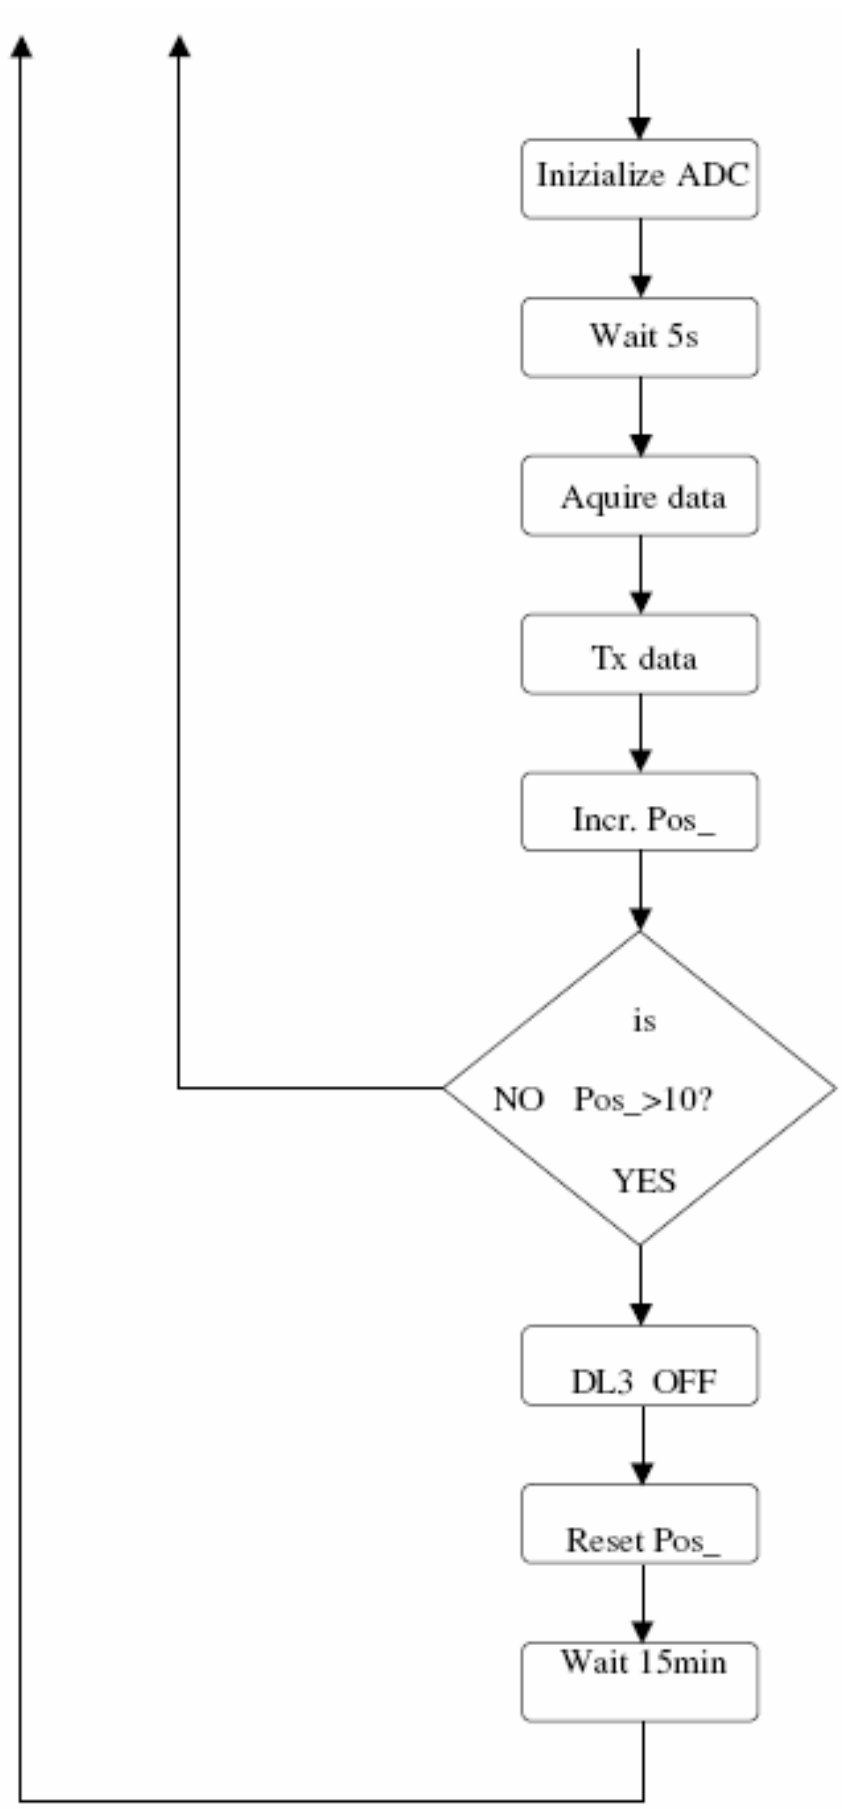 Inizialize ADC
Wait 5s
Aquire data
Tx data
Incr. Pos_
is
NO Pos_>10?
YES
DL3 OFF
Reset Pos_
Wait 15min